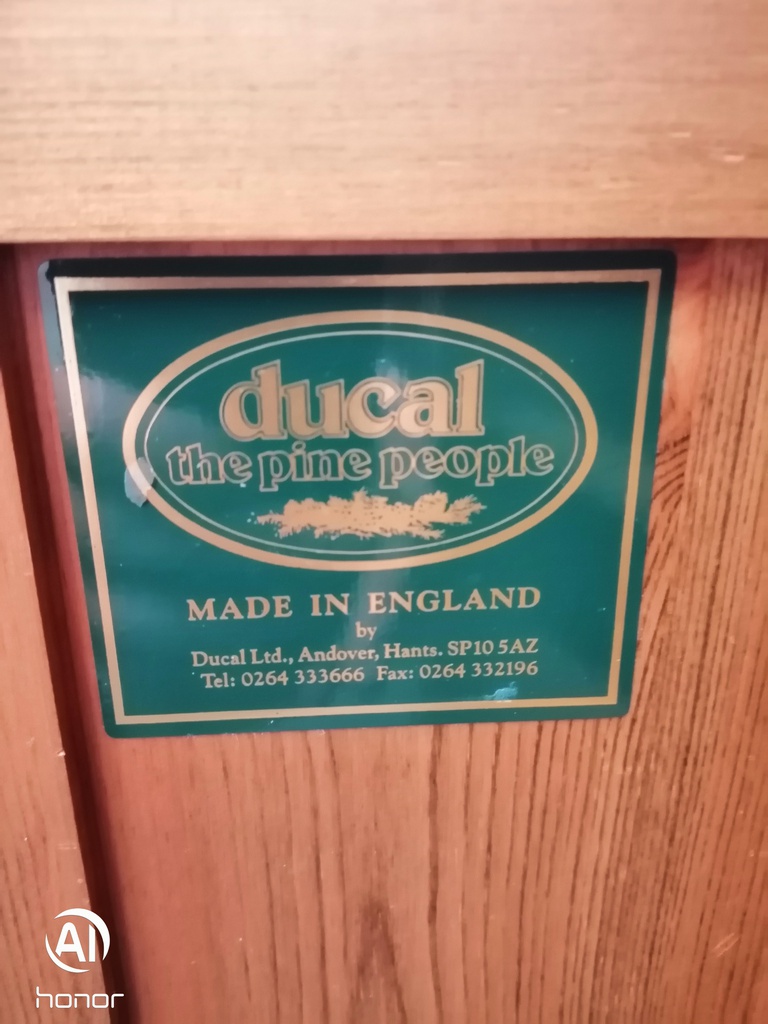 ducal
the pine people
MADE IN ENGLAND
by
Ducal Ltd., Andover, Hants. SP10 5AZ
Tel: 0264 333666 Fax: 0264 332196
AI
honor